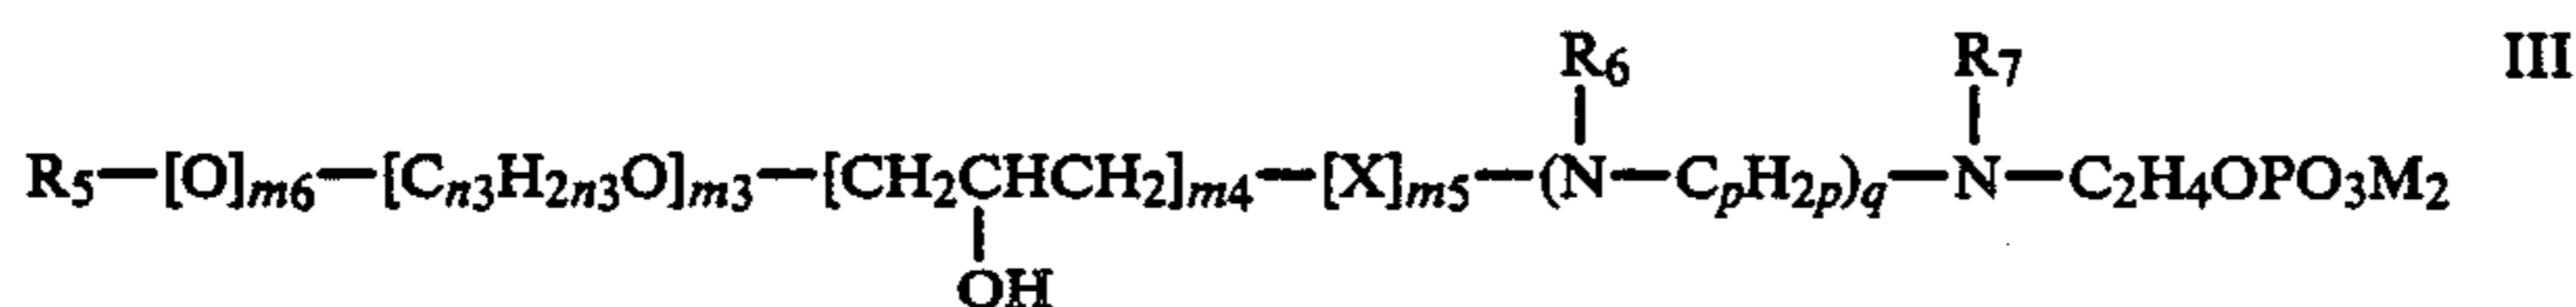 R6 R7 III
R5—[O]m6—[Cn3H2n3O]m3—[CH2CHCH2]m4—[X]m5—(N—CpH2p)q—N—C2H4OPO3M2
OH